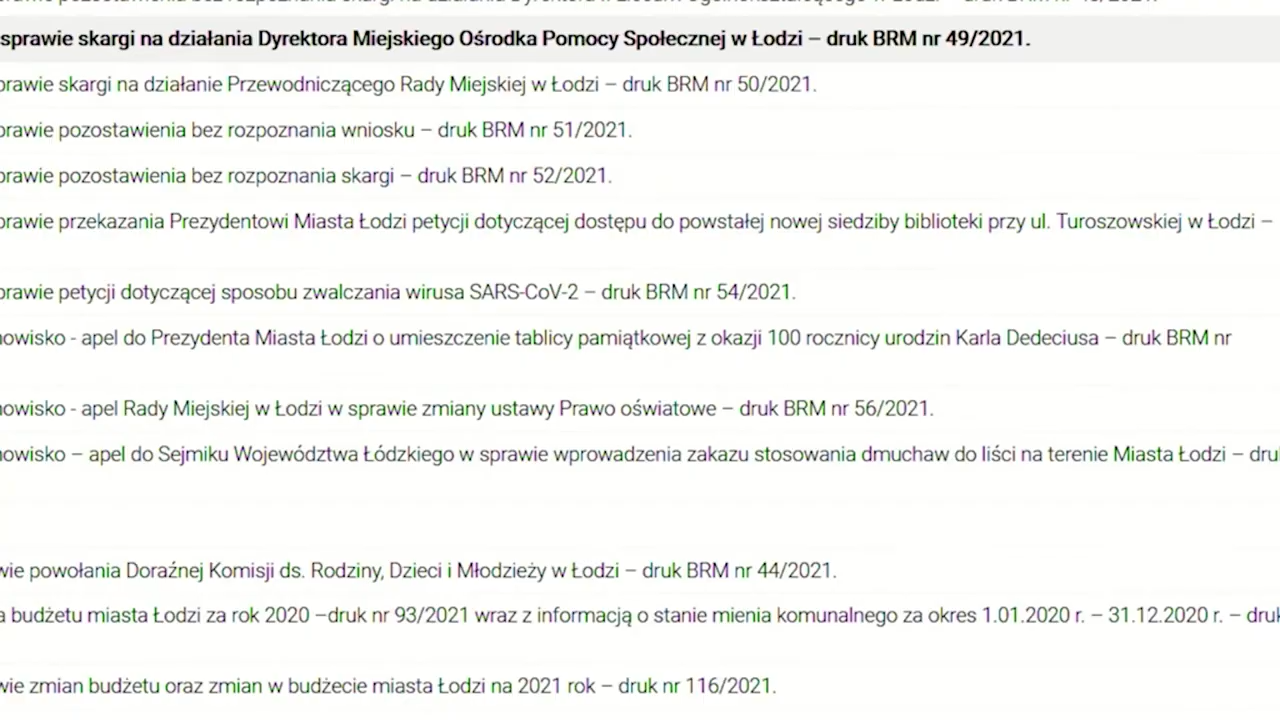 sprawie skargi na działania Dyrektora Miejskiego Ośrodka Pomocy Społecznej w Łodzi – druk BRM nr 49/2021.
prawie skargi na działanie Przewodniczącego Rady Miejskiej w Łodzi – druk BRM nr 50/2021.
prawie pozostawienia bez rozpoznania wniosku – druk BRM nr 51/2021.
prawie pozostawienia bez rozpoznania skargi – druk BRM nr 52/2021.
prawie przekazania Prezydentowi Miasta Łodzi petycji dotyczącej dostępu do powstałej nowej siedziby biblioteki przy ul. Turoszowskiej w Łodzi –
prawie petycji dotyczącej sposobu zwalczania wirusa SARS-CoV-2 – druk BRM nr 54/2021.
nowisko - apel do Prezydenta Miasta Łodzi o umieszczenie tablicy pamiątkowej z okazji 100 rocznicy urodzin Karla Dedeciusa – druk BRM nr
nowisko - apel Rady Miejskiej w Łodzi w sprawie zmiany ustawy Prawo oświatowe – druk BRM nr 56/2021.
nowisko – apel do Sejmiku Województwa Łódzkiego w sprawie wprowadzenia zakazu stosowania dmuchaw do liści na terenie Miasta Łodzi – dru
wie powołania Doraźnej Komisji ds. Rodziny, Dzieci i Młodzieży w Łodzi – druk BRM nr 44/2021.
a budżetu miasta Łodzi za rok 2020 –druk nr 93/2021 wraz z informacją o stanie mienia komunalnego za okres 1.01.2020 r. – 31.12.2020 r. – druk
wie zmian budżetu oraz zmian w budżecie miasta Łodzi na 2021 rok – druk nr 116/2021.